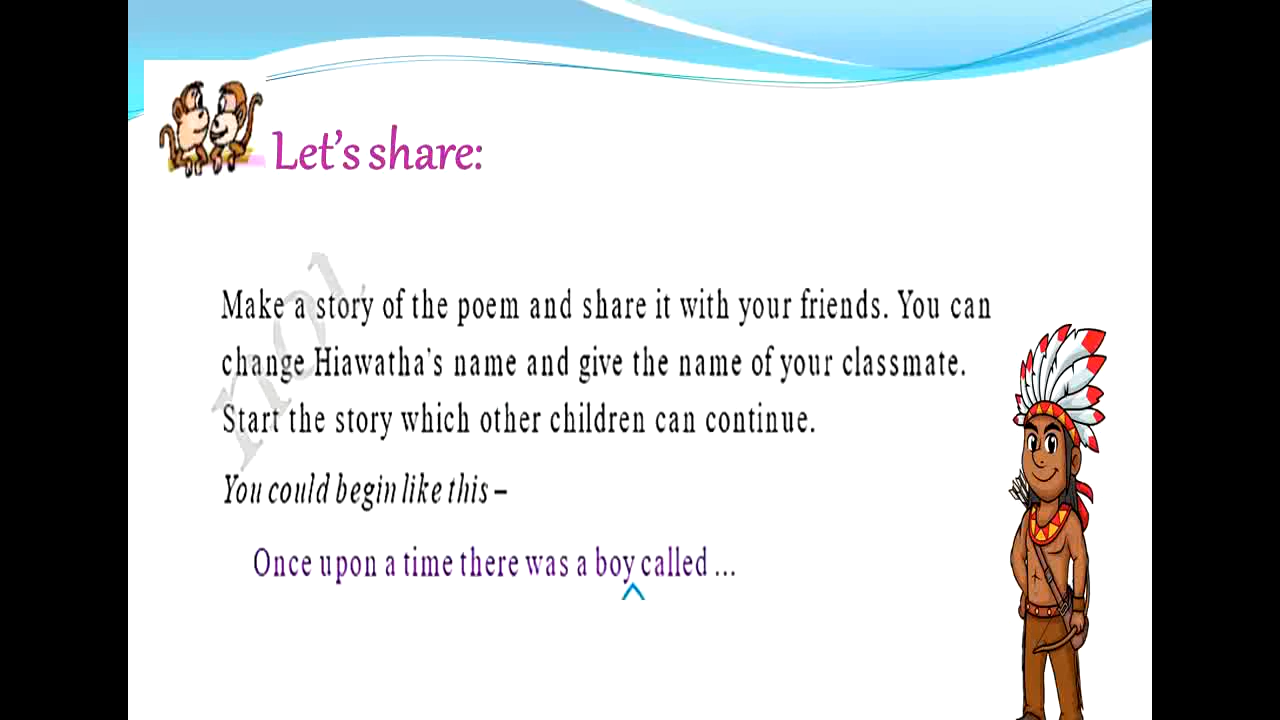 Let's share:
Make a story of the poem and share it with your friends. You can
change Hiawatha's name and give the name of your classmate.
Start the story which other children can continue.
You could begin like this –
Once upon a time there was a boy called ...